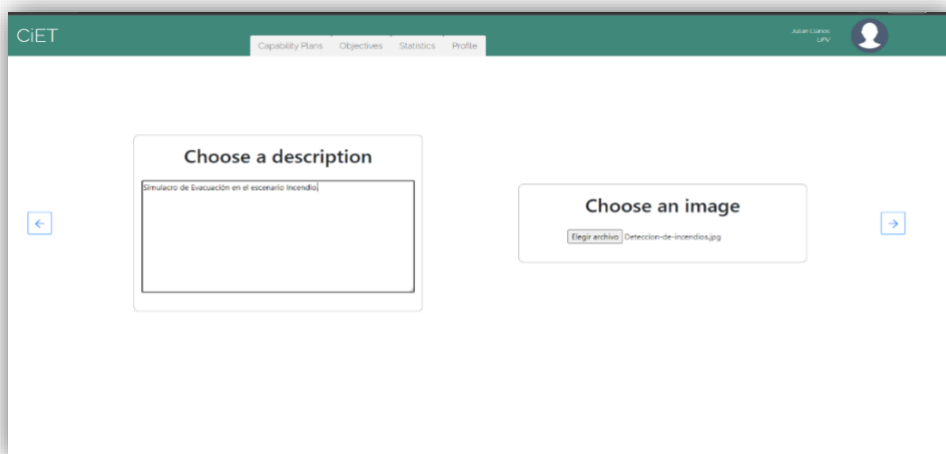 CiET
Capability Plans Objectives Statistics Profile
Julian Llanos
UPV
Choose a description
Simulacro de Evacuación en el escenario Incendio.
Choose an image
Elegir archivo Deteccion-de-incendios.jpg